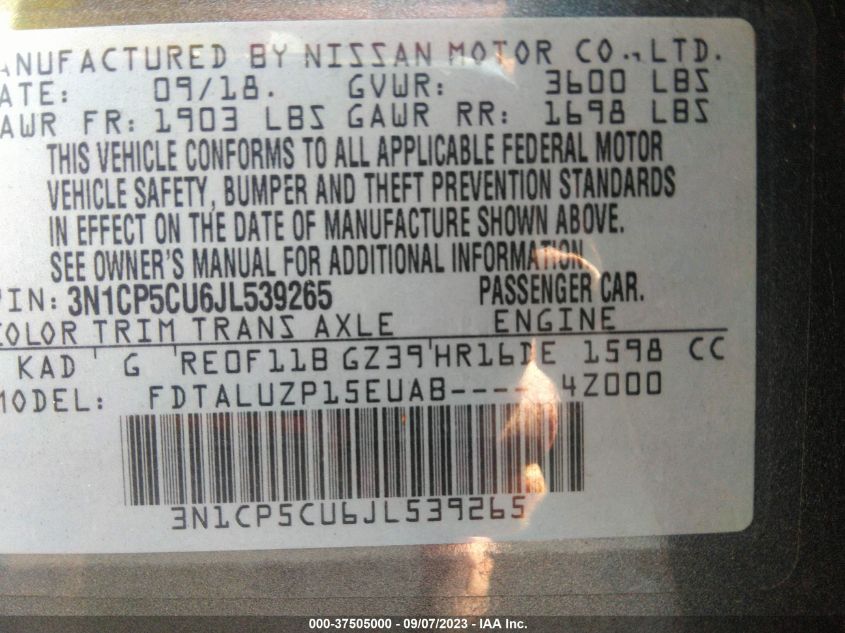 ANUFACTURED BY NISSAN MOTOR CO., LTD.
ATE: 09/18. GVWR: 3600 LBS
AWR FR: 1903 LBS GAWR RR: 1698 LBS
THIS VEHICLE CONFORMS TO ALL APPLICABLE FEDERAL MOTOR
VEHICLE SAFETY, BUMPER AND THEFT PREVENTION STANDARDS
IN EFFECT ON THE DATE OF MANUFACTURE SHOWN ABOVE.
SEE OWNER'S MANUAL FOR ADDITIONAL INFORMATION.
VIN: 3N1CP5CU6JL539265 PASSENGER CAR.
COLOR TRIM TRANS AXLE ENGINE
KAD G RE0F11B GZ39 HR16DE 1598 CC
MODEL: FDTALUZP15EUAB---- 4Z000
3N1CP5CU6JL539265
000-37505000 - 09/07/2023 - IAA Inc.